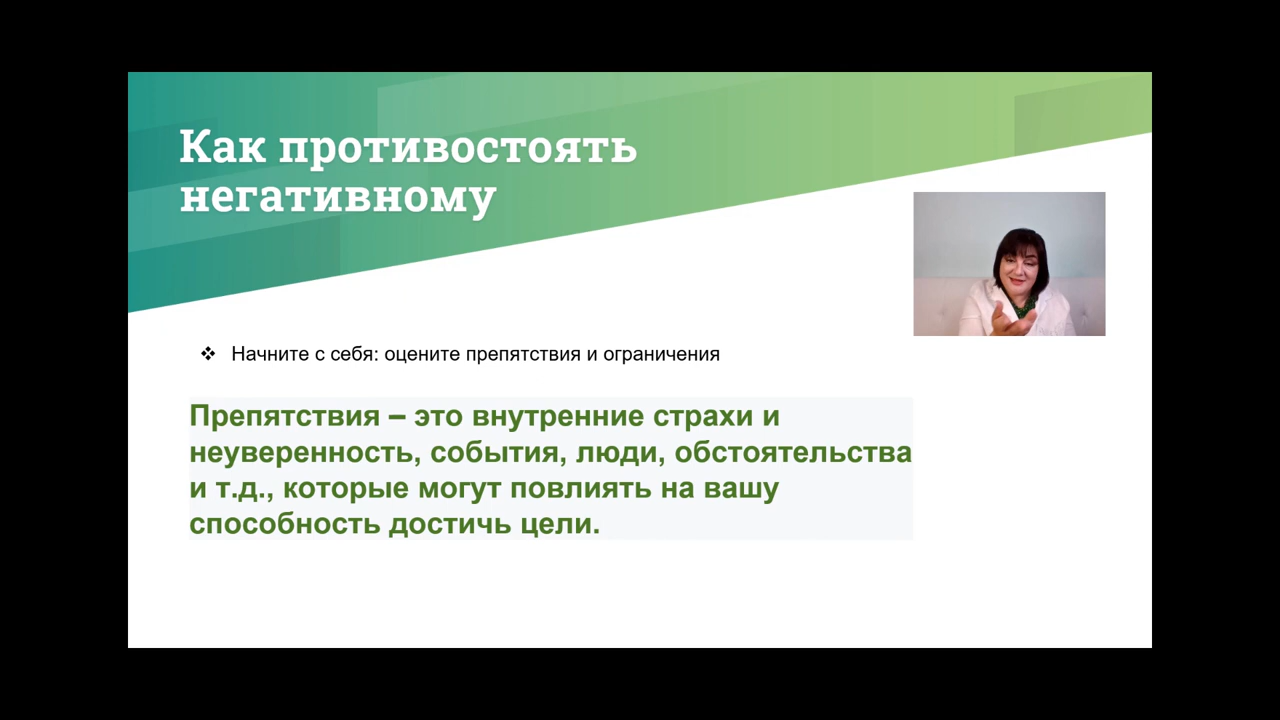 Как противостоять
негативному
❖ Начните с себя: оцените препятствия и ограничения
Препятствия – это внутренние страхи и
неуверенность, события, люди, обстоятельства
и т.д., которые могут повлиять на вашу
способность достичь цели.